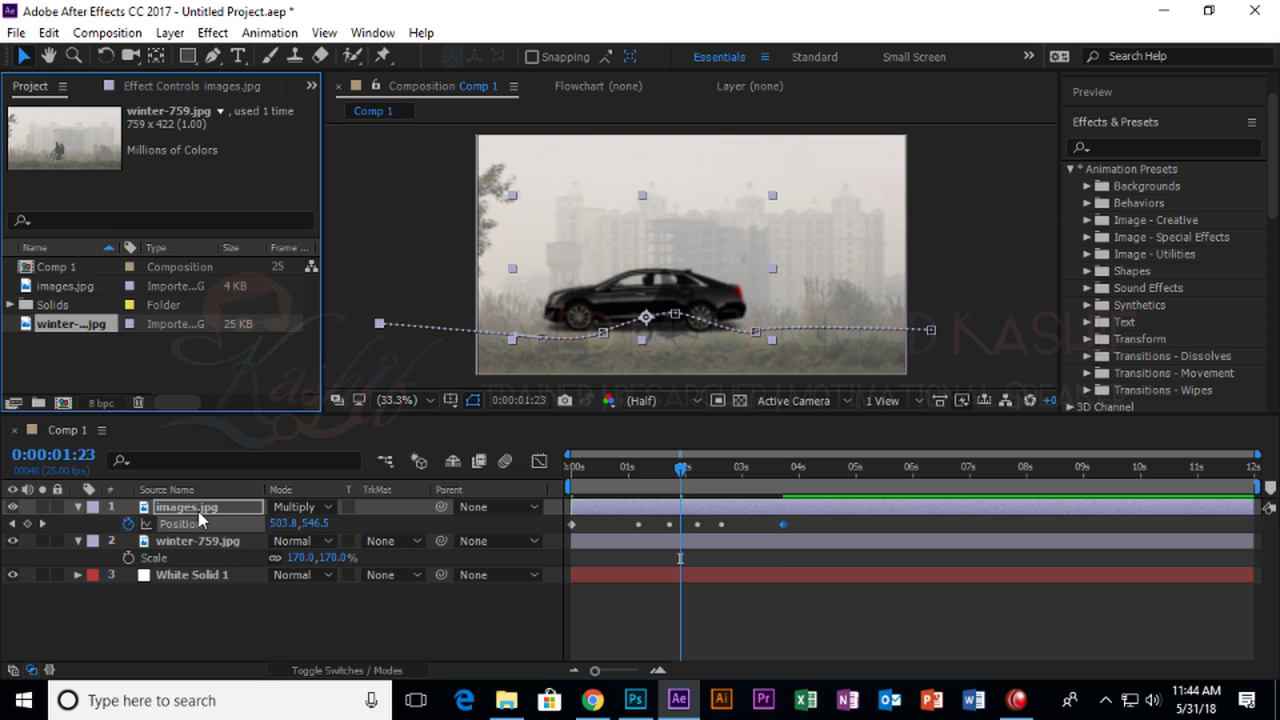 Adobe After Effects CC 2017 - Untitled Project.aep *
File Edit Composition Layer Effect Animation View Window Help
Snapping Essentials Standard Small Screen Search Help
Project Effect Controls images.jpg
Composition Comp 1 Flowchart (none) Layer (none)
Comp 1
winter-759.jpg , used 1 time
759 x 422 (1.00)
Millions of Colors
Name Type Size Frame ...
Comp 1 Composition 25
images.jpg Importe...G 4 KB
Solids Folder
winter-...jpg Importe...G 25 KB
8 bpc
(33.3%) 0:00:01:23 (Half) Active Camera 1 View +0
Preview
Effects & Presets
* Animation Presets
Backgrounds
Behaviors
Image - Creative
Image - Special Effects
Image - Utilities
Shapes
Sound Effects
Synthetics
Text
Transform
Transitions - Dissolves
Transitions - Movement
Transitions - Wipes
3D Channel
Kashif
KASH
Comp 1
0:00:01:23
00048 (25.00 fps)
:00s 01s 02s 03s 04s 05s 06s 07s 08s 09s 10s 11s 12s
# Source Name Mode T TrkMat Parent
1 images.jpg Multiply None
Position 503.8,546.5
2 winter-759.jpg Normal None None
Scale 170.0,170.0%
3 White Solid 1 Normal None None
Toggle Switches / Modes
Type here to search
11:44 AM
5/31/18